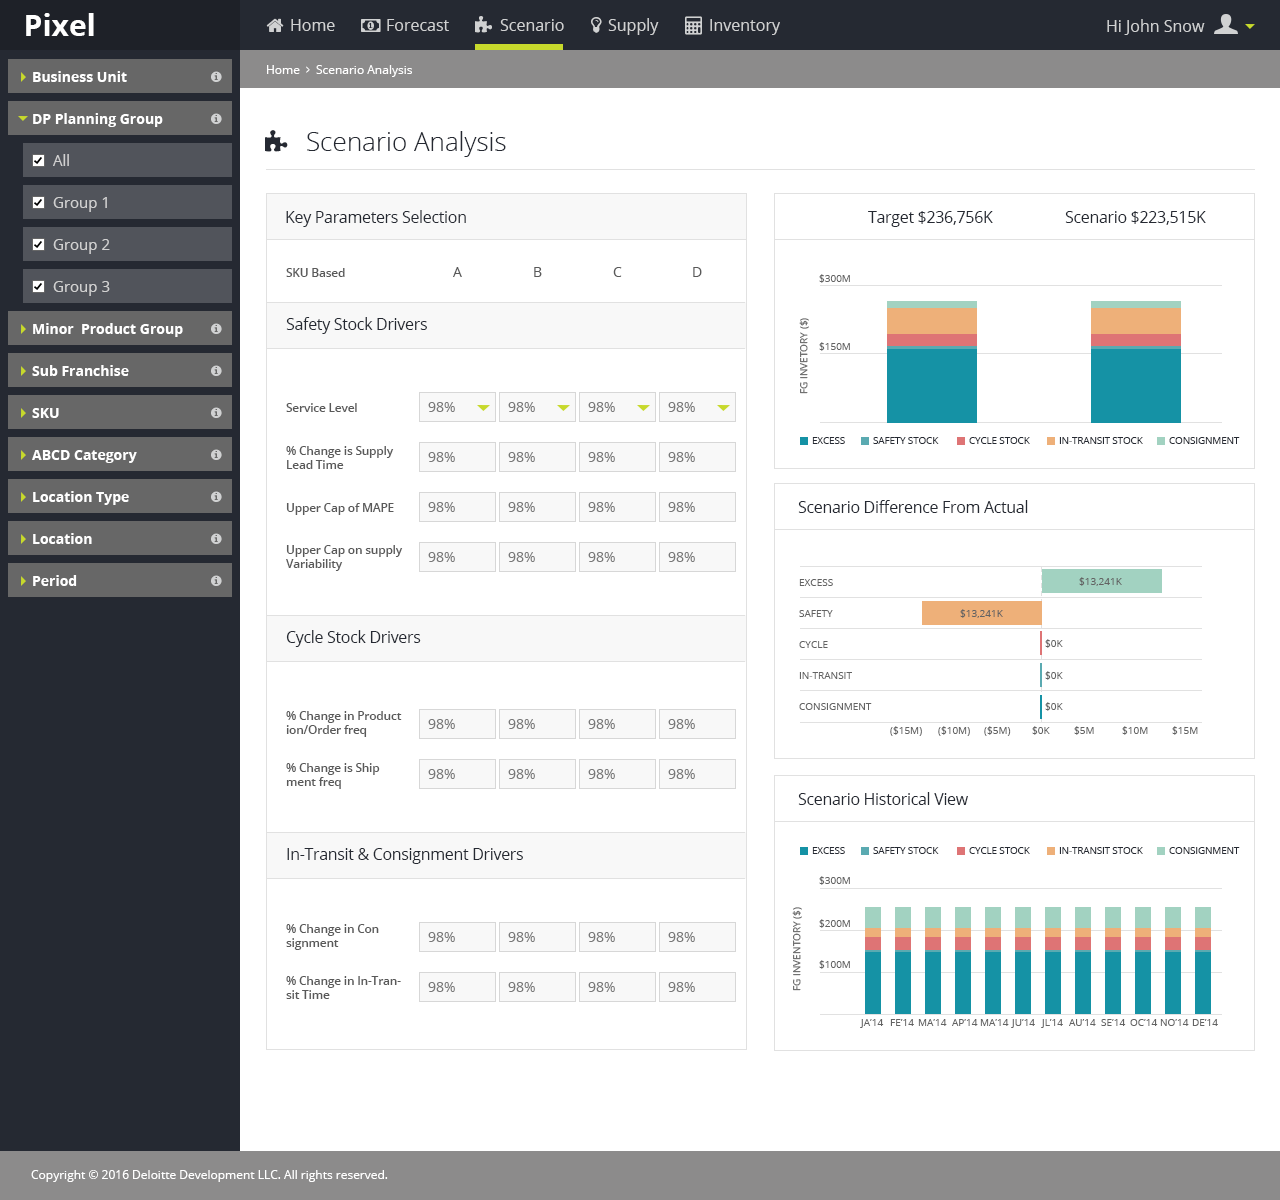 Pixel
Home
Forecast
Scenario
Supply
Inventory
Hi John Snow
Home › Scenario Analysis
Business Unit
DP Planning Group
All
Group 1
Group 2
Group 3
Minor Product Group
Sub Franchise
SKU
ABCD Category
Location Type
Location
Period
Scenario Analysis
Key Parameters Selection
SKU Based A B C D
Safety Stock Drivers
Service Level 98% 98% 98% 98%
% Change is Supply
Lead Time
98% 98% 98% 98%
Upper Cap of MAPE 98% 98% 98% 98%
Upper Cap on supply
Variability
98% 98% 98% 98%
Cycle Stock Drivers
% Change in Product
ion/Order freq
98% 98% 98% 98%
% Change is Ship
ment freq
98% 98% 98% 98%
In-Transit & Consignment Drivers
% Change in Con
signment
98% 98% 98% 98%
% Change in In-Tran-
sit Time
98% 98% 98% 98%
Target $236,756K Scenario $223,515K
$300M
$150M
FG INVETORY ($)
EXCESS SAFETY STOCK CYCLE STOCK IN-TRANSIT STOCK CONSIGNMENT
Scenario Difference From Actual
EXCESS $13,241K
SAFETY $13,241K
CYCLE $0K
IN-TRANSIT $0K
CONSIGNMENT $0K
($15M) ($10M) ($5M) $0K $5M $10M $15M
Scenario Historical View
EXCESS SAFETY STOCK CYCLE STOCK IN-TRANSIT STOCK CONSIGNMENT
$300M
$200M
$100M
FG INVENTORY ($)
JA'14 FE'14 MA'14 AP'14 MA'14 JU'14 JL'14 AU'14 SE'14 OC'14 NO'14 DE'14
Copyright © 2016 Deloitte Development LLC. All rights reserved.